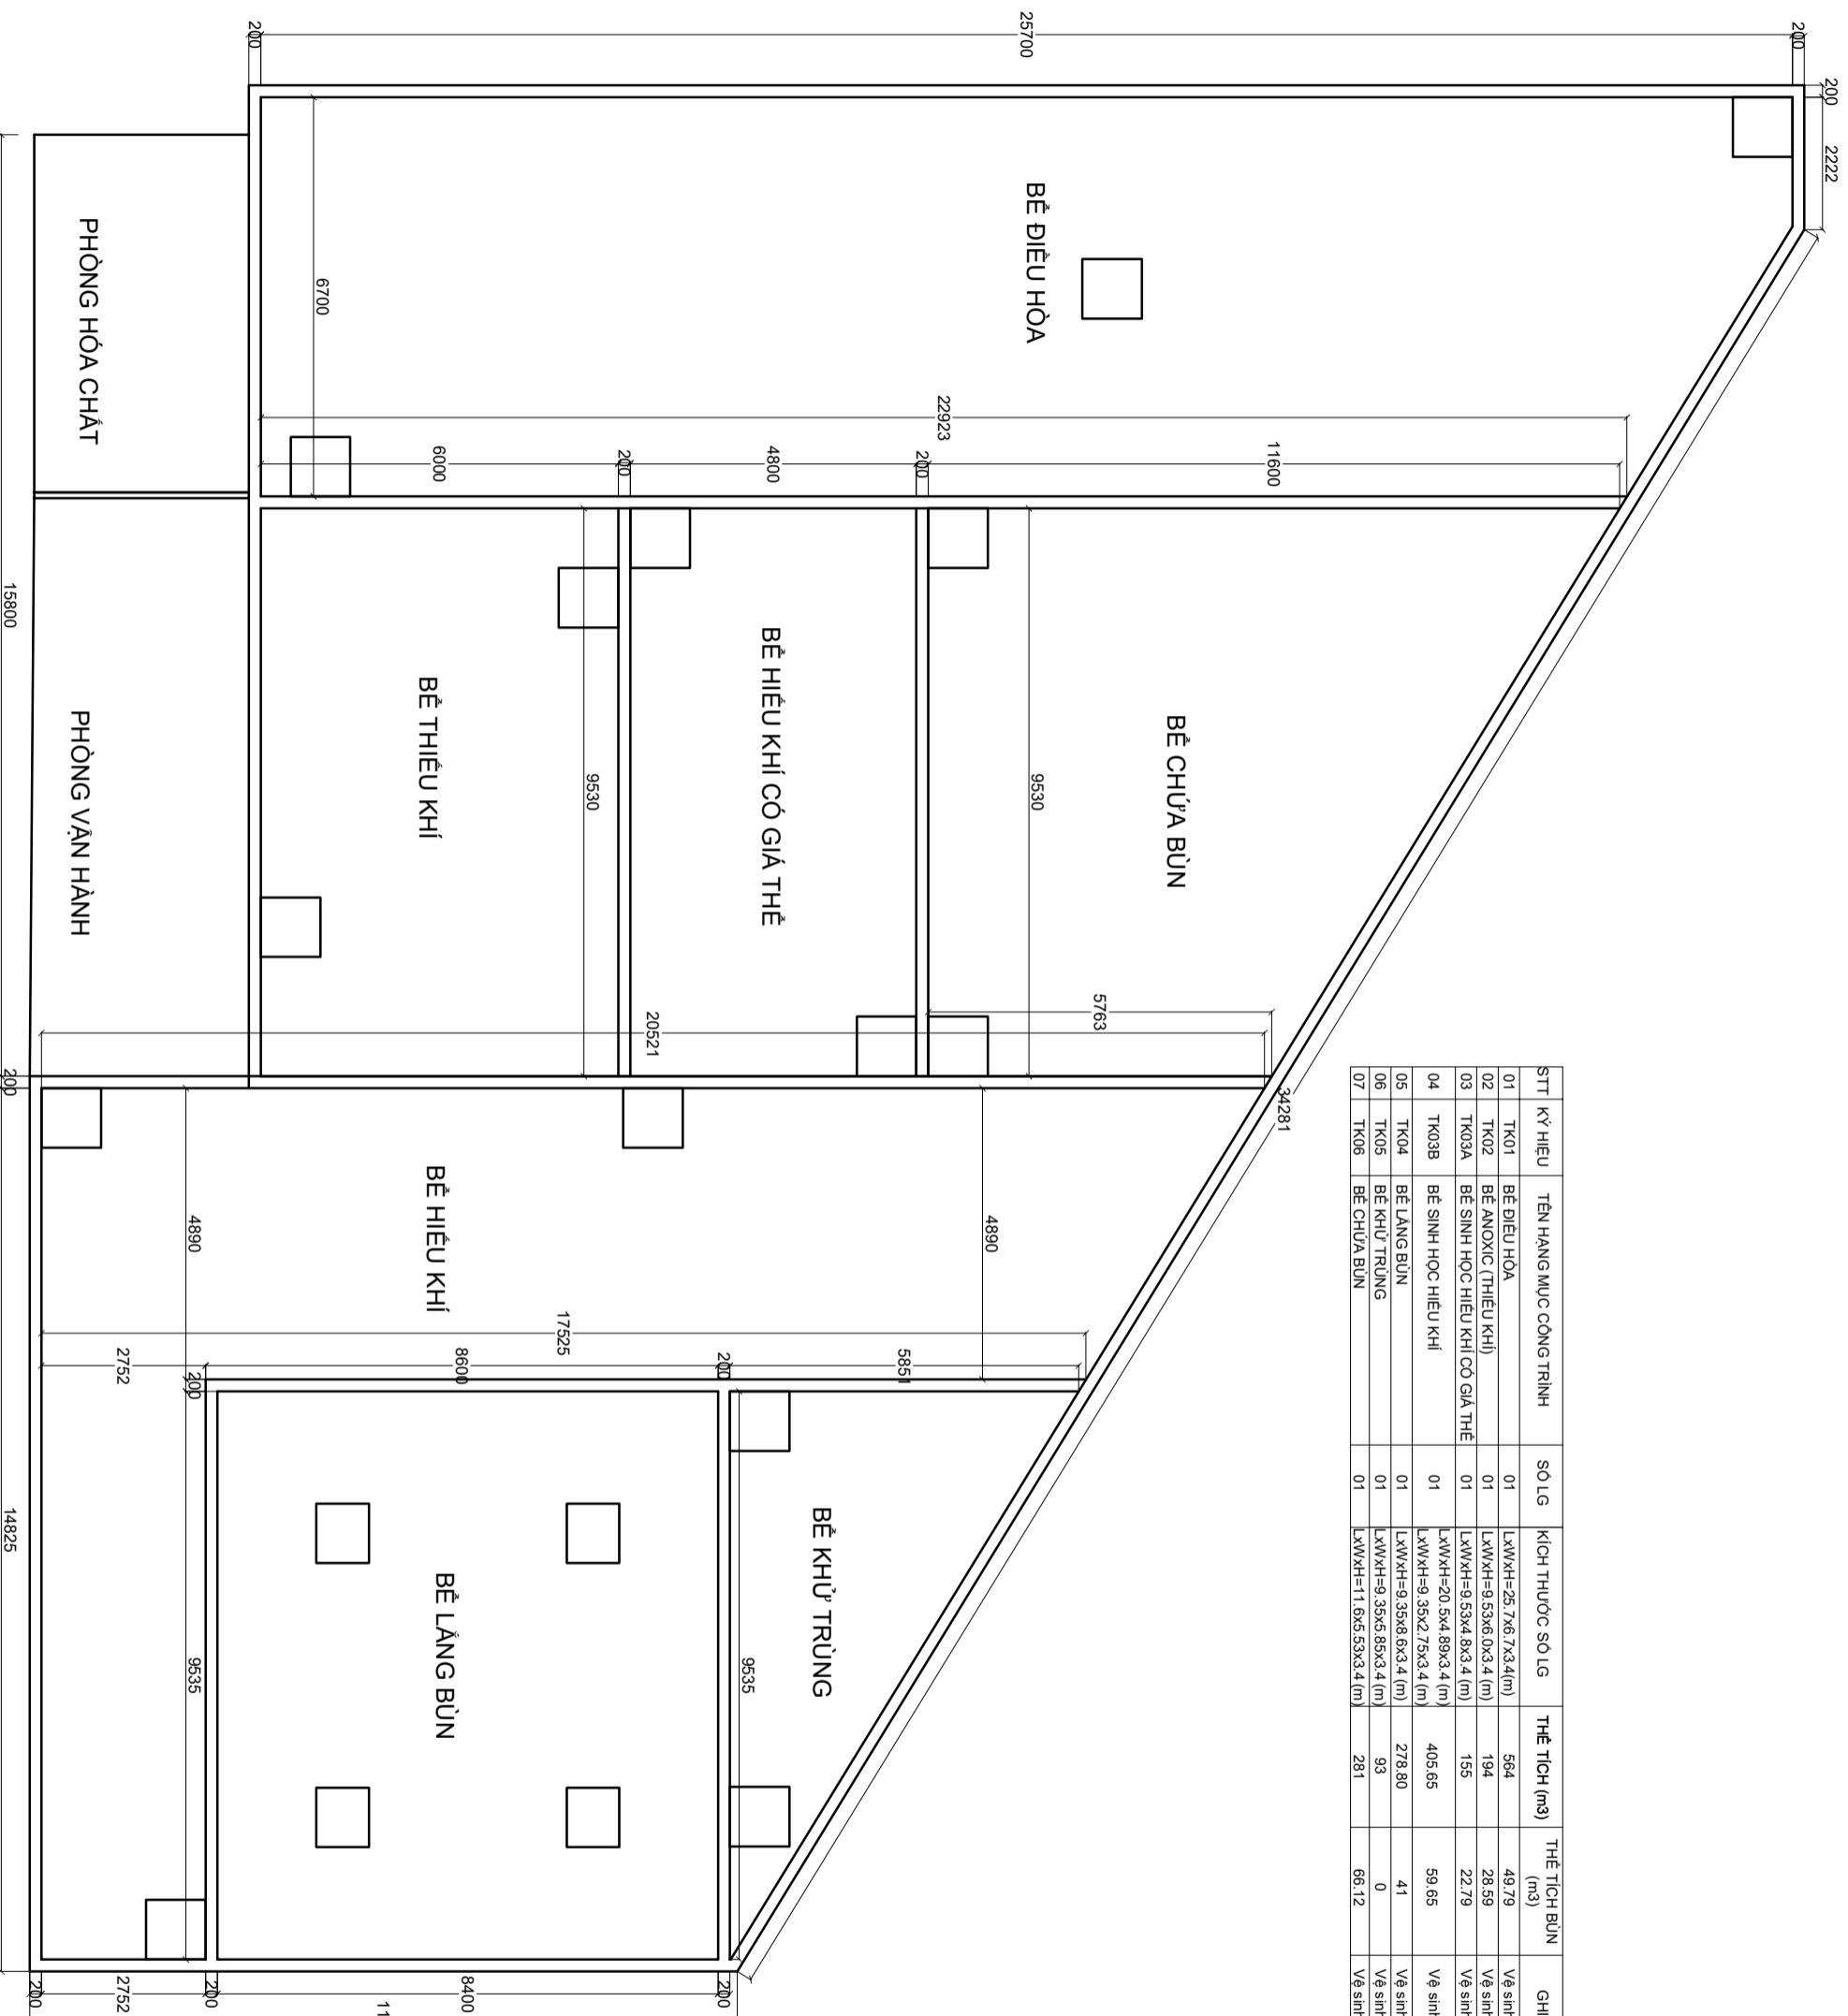 STT KÝ HIỆU TÊN HẠNG MỤC CÔNG TRÌNH SỐ LG KÍCH THƯỚC SỐ LG THỂ TÍCH (m3) THỂ TÍCH BÙN (m3)
01 TK01 BỂ ĐIỀU HÒA 01 LxWxH=25.7x6.7x3.4(m) 564 49.79
02 TK02 BỂ ANOXIC (THIẾU KHÍ) 01 LxWxH=9.53x6.0x3.4 (m) 194 28.59
03 TK03A BỂ SINH HỌC HIẾU KHÍ CÓ GIÁ THỂ 01 LxWxH=9.53x4.8x3.4 (m) 155 22.79
04 TK03B BỂ SINH HỌC HIẾU KHÍ 01 LxWxH=20.5x4.89x3.4 (m) 405.65 59.65
LxWxH=9.35x2.75x3.4 (m)
05 TK04 BỂ LẮNG BÙN 01 LxWxH=9.35x8.6x3.4 (m) 278.80 41
06 TK05 BỂ KHỬ TRÙNG 01 LxWxH=9.35x5.85x3.4 (m) 93 0
07 TK06 BỂ CHỨA BÙN 01 LxWxH=11.6x5.53x3.4 (m) 281 66.12
200
2222
200
25700
200
BỂ ĐIỀU HÒA
6700
22923
11600
200
4800
200
6000
BỂ CHỨA BÙN
9530
5763
BỂ HIẾU KHÍ CÓ GIÁ THỂ
9530
BỂ THIẾU KHÍ
PHÒNG HÓA CHẤT
PHÒNG VẬN HÀNH
15800
200
20521
34281
4890
BỂ HIẾU KHÍ
4890
200
17525
5851
200
8600
2752
BỂ KHỬ TRÙNG
9535
BỂ LẮNG BÙN
9535
14825
200
8400
200
2752
200